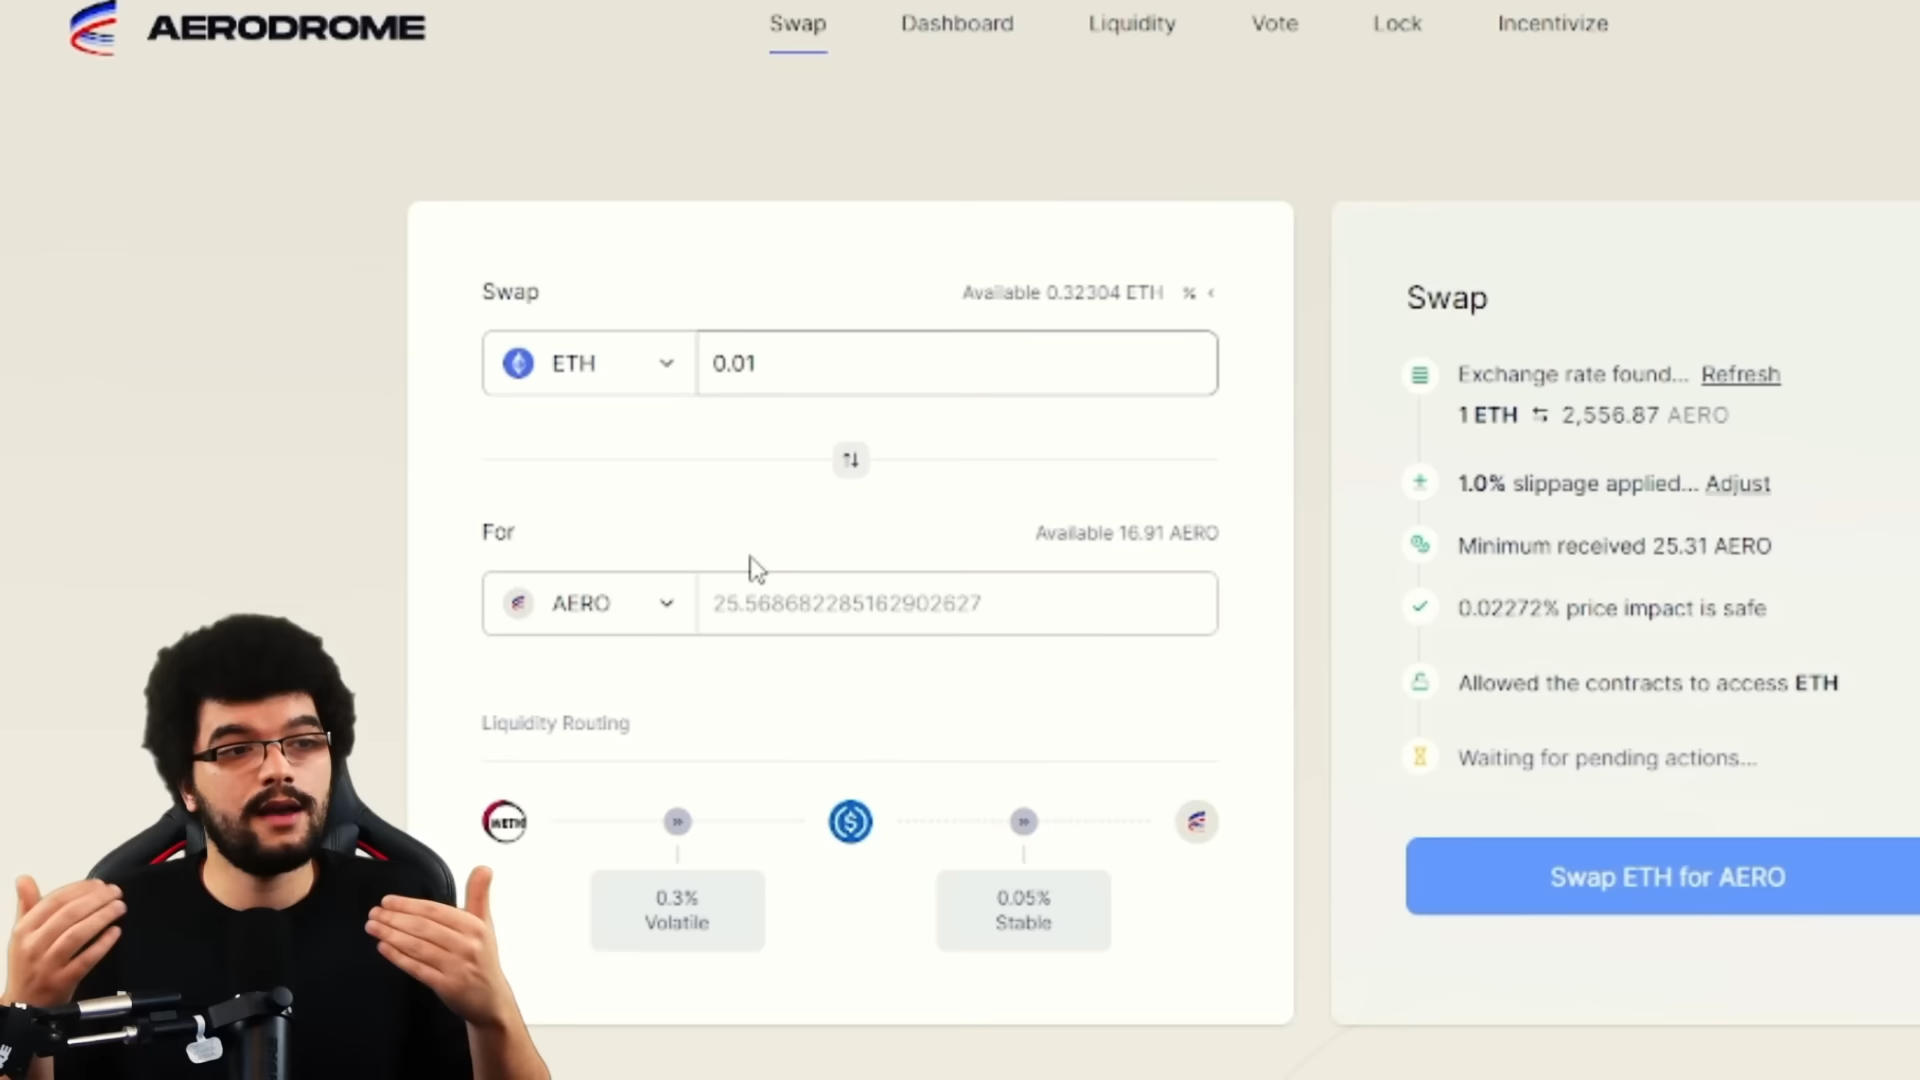 AERODROME
Swap
Dashboard
Liquidity
Vote
Lock
Incentivize
Swap
Available 0.32304 ETH %
ETH
0.01
For
Available 16.91 AERO
AERO
25.568682285162902627
Liquidity Routing
WETH
0.3%
Volatile
0.05%
Stable
Swap
Exchange rate found... Refresh
1 ETH ⇆ 2,556.87 AERO
1.0% slippage applied... Adjust
Minimum received 25.31 AERO
0.02272% price impact is safe
Allowed the contracts to access ETH
Waiting for pending actions...
Swap ETH for AERO